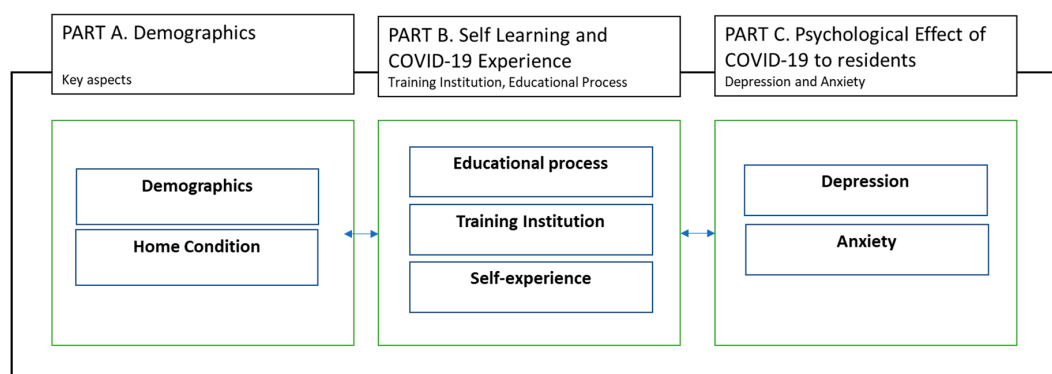 PART A. Demographics
Key aspects
PART B. Self Learning and
COVID-19 Experience
Training Institution, Educational Process
PART C. Psychological Effect of
COVID-19 to residents
Depression and Anxiety
Demographics
Home Condition
Educational process
Training Institution
Self-experience
Depression
Anxiety